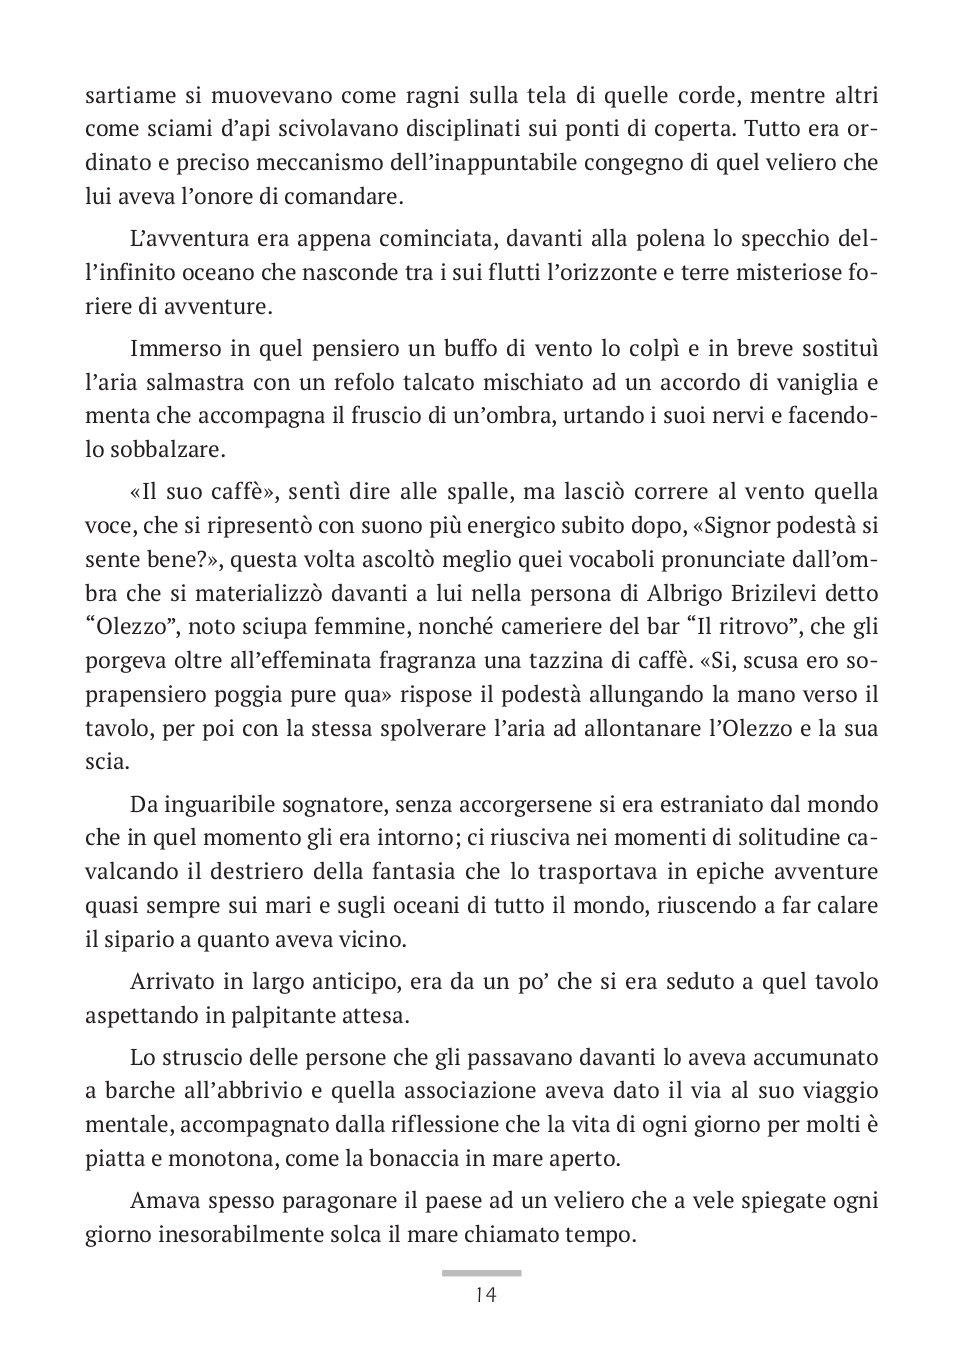 sartiame si muovevano come ragni sulla tela di quelle corde, mentre altri
come sciami d’api scivolavano disciplinati sui ponti di coperta. Tutto era or-
dinato e preciso meccanismo dell’inappuntabile congegno di quel veliero che
lui aveva l’onore di comandare.
L’avventura era appena cominciata, davanti alla polena lo specchio del-
l’infinito oceano che nasconde tra i sui flutti l’orizzonte e terre misteriose fo-
riere di avventure.
Immerso in quel pensiero un buffo di vento lo colpì e in breve sostituì
l’aria salmastra con un refolo talcato mischiato ad un accordo di vaniglia e
menta che accompagna il fruscio di un’ombra, urtando i suoi nervi e facendo-
lo sobbalzare.
«Il suo caffè», sentì dire alle spalle, ma lasciò correre al vento quella
voce, che si ripresentò con suono più energico subito dopo, «Signor podestà si
sente bene?», questa volta ascoltò meglio quei vocaboli pronunciate dall’om-
bra che si materializzò davanti a lui nella persona di Albrigo Brizilevi detto
“Olezzo”, noto sciupa femmine, nonché cameriere del bar “Il ritrovo”, che gli
porgeva oltre all’effeminata fragranza una tazzina di caffè. «Si, scusa ero so-
prapensiero poggia pure qua» rispose il podestà allungando la mano verso il
tavolo, per poi con la stessa spolverare l’aria ad allontanare l’Olezzo e la sua
scia.
Da inguaribile sognatore, senza accorgersene si era estraniato dal mondo
che in quel momento gli era intorno; ci riusciva nei momenti di solitudine ca-
valcando il destriero della fantasia che lo trasportava in epiche avventure
quasi sempre sui mari e sugli oceani di tutto il mondo, riuscendo a far calare
il sipario a quanto aveva vicino.
Arrivato in largo anticipo, era da un po’ che si era seduto a quel tavolo
aspettando in palpitante attesa.
Lo struscio delle persone che gli passavano davanti lo aveva accumunato
a barche all’abbrivio e quella associazione aveva dato il via al suo viaggio
mentale, accompagnato dalla riflessione che la vita di ogni giorno per molti è
piatta e monotona, come la bonaccia in mare aperto.
Amava spesso paragonare il paese ad un veliero che a vele spiegate ogni
giorno inesorabilmente solca il mare chiamato tempo.
14